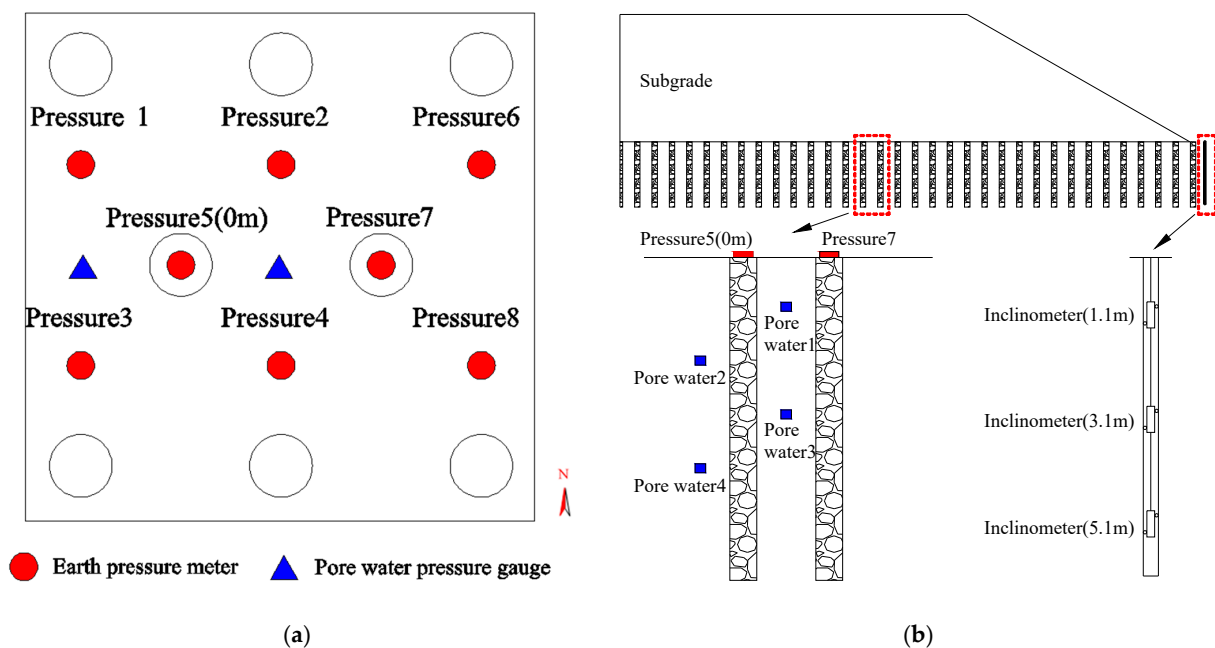 Pressure 1
Pressure2
Pressure6
Pressure5(0m)
Pressure7
Pressure3
Pressure4
Pressure8
N
Earth pressure meter
Pore water pressure gauge
(a)
Subgrade
Pressure5(0m)
Pressure7
Pore
water1
Pore water2
Pore
water3
Pore water4
Inclinometer(1.1m)
Inclinometer(3.1m)
Inclinometer(5.1m)
(b)